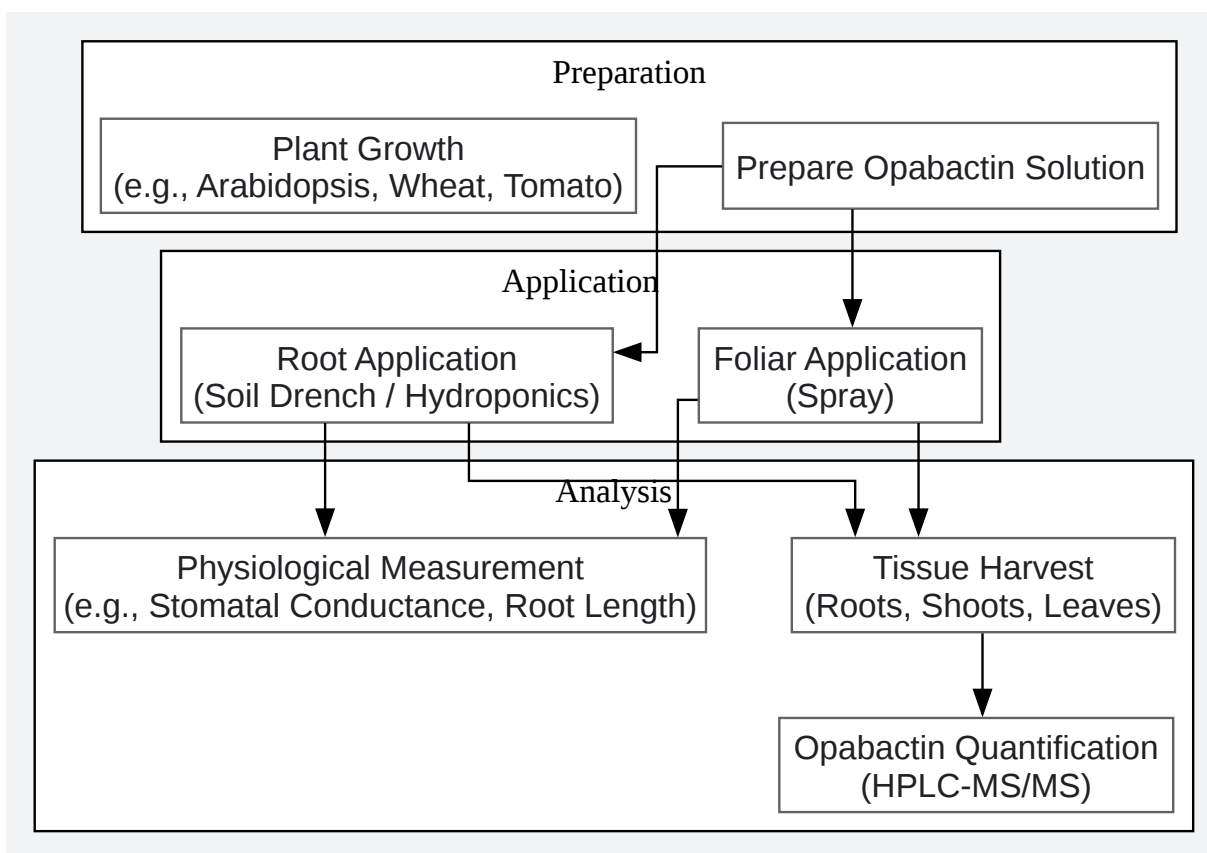 Preparation
Plant Growth
(e.g., Arabidopsis, Wheat, Tomato)
Prepare Opabactin Solution
Application
Root Application
(Soil Drench / Hydroponics)
Foliar Application
(Spray)
Analysis
Physiological Measurement
(e.g., Stomatal Conductance, Root Length)
Tissue Harvest
(Roots, Shoots, Leaves)
Opabactin Quantification
(HPLC-MS/MS)